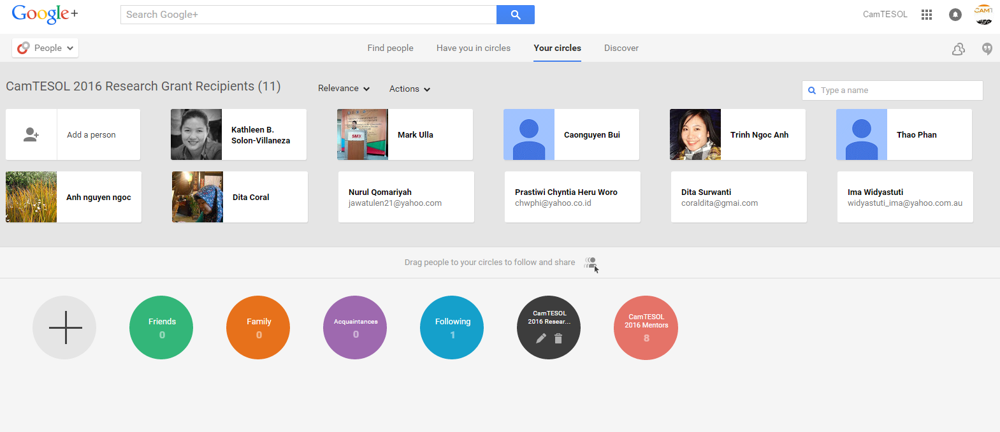 Google+
Search Google+
CamTESOL
People
Find people
Have you in circles
Your circles
Discover
CamTESOL 2016 Research Grant Recipients (11)
Relevance
Actions
Type a name
Add a person
Kathleen B.
Solon-Villaneza
SMX
Mark Ulla
Caonguyen Bui
Trinh Ngoc Anh
Thao Phan
Anh nguyen ngoc
Dita Coral
Nurul Qomariyah
jawatulen21@yahoo.com
Prastiwi Chyntia Heru Woro
chwphi@yahoo.co.id
Dita Surwanti
coraldita@gmai.com
Ima Widyastuti
widyastuti_ima@yahoo.com.au
Drag people to your circles to follow and share
Friends
0
Family
0
Acquaintances
0
Following
1
CamTESOL
2016 Resear...
CamTESOL
2016 Mentors
8